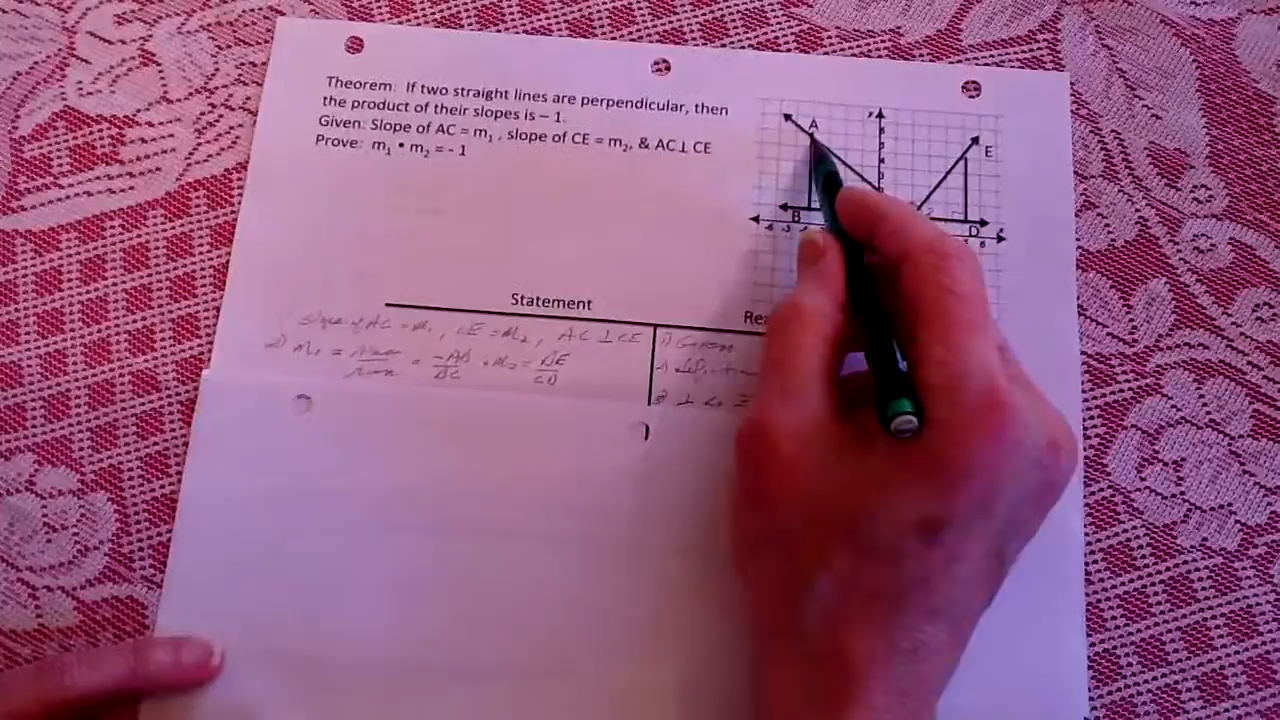 Theorem: If two straight lines are perpendicular, then
the product of their slopes is – 1.
Given: Slope of AC = m₁ , slope of CE = m₂, & AC ⊥ CE
Prove: m₁ • m₂ = - 1
A
E
B
D
Statement
Rea
Slope of AC = m₁, CE = m₂, AC ⊥ CE
1) Given
2) m₁ = rise/run = -AB/BC, m₂ = DE/CD